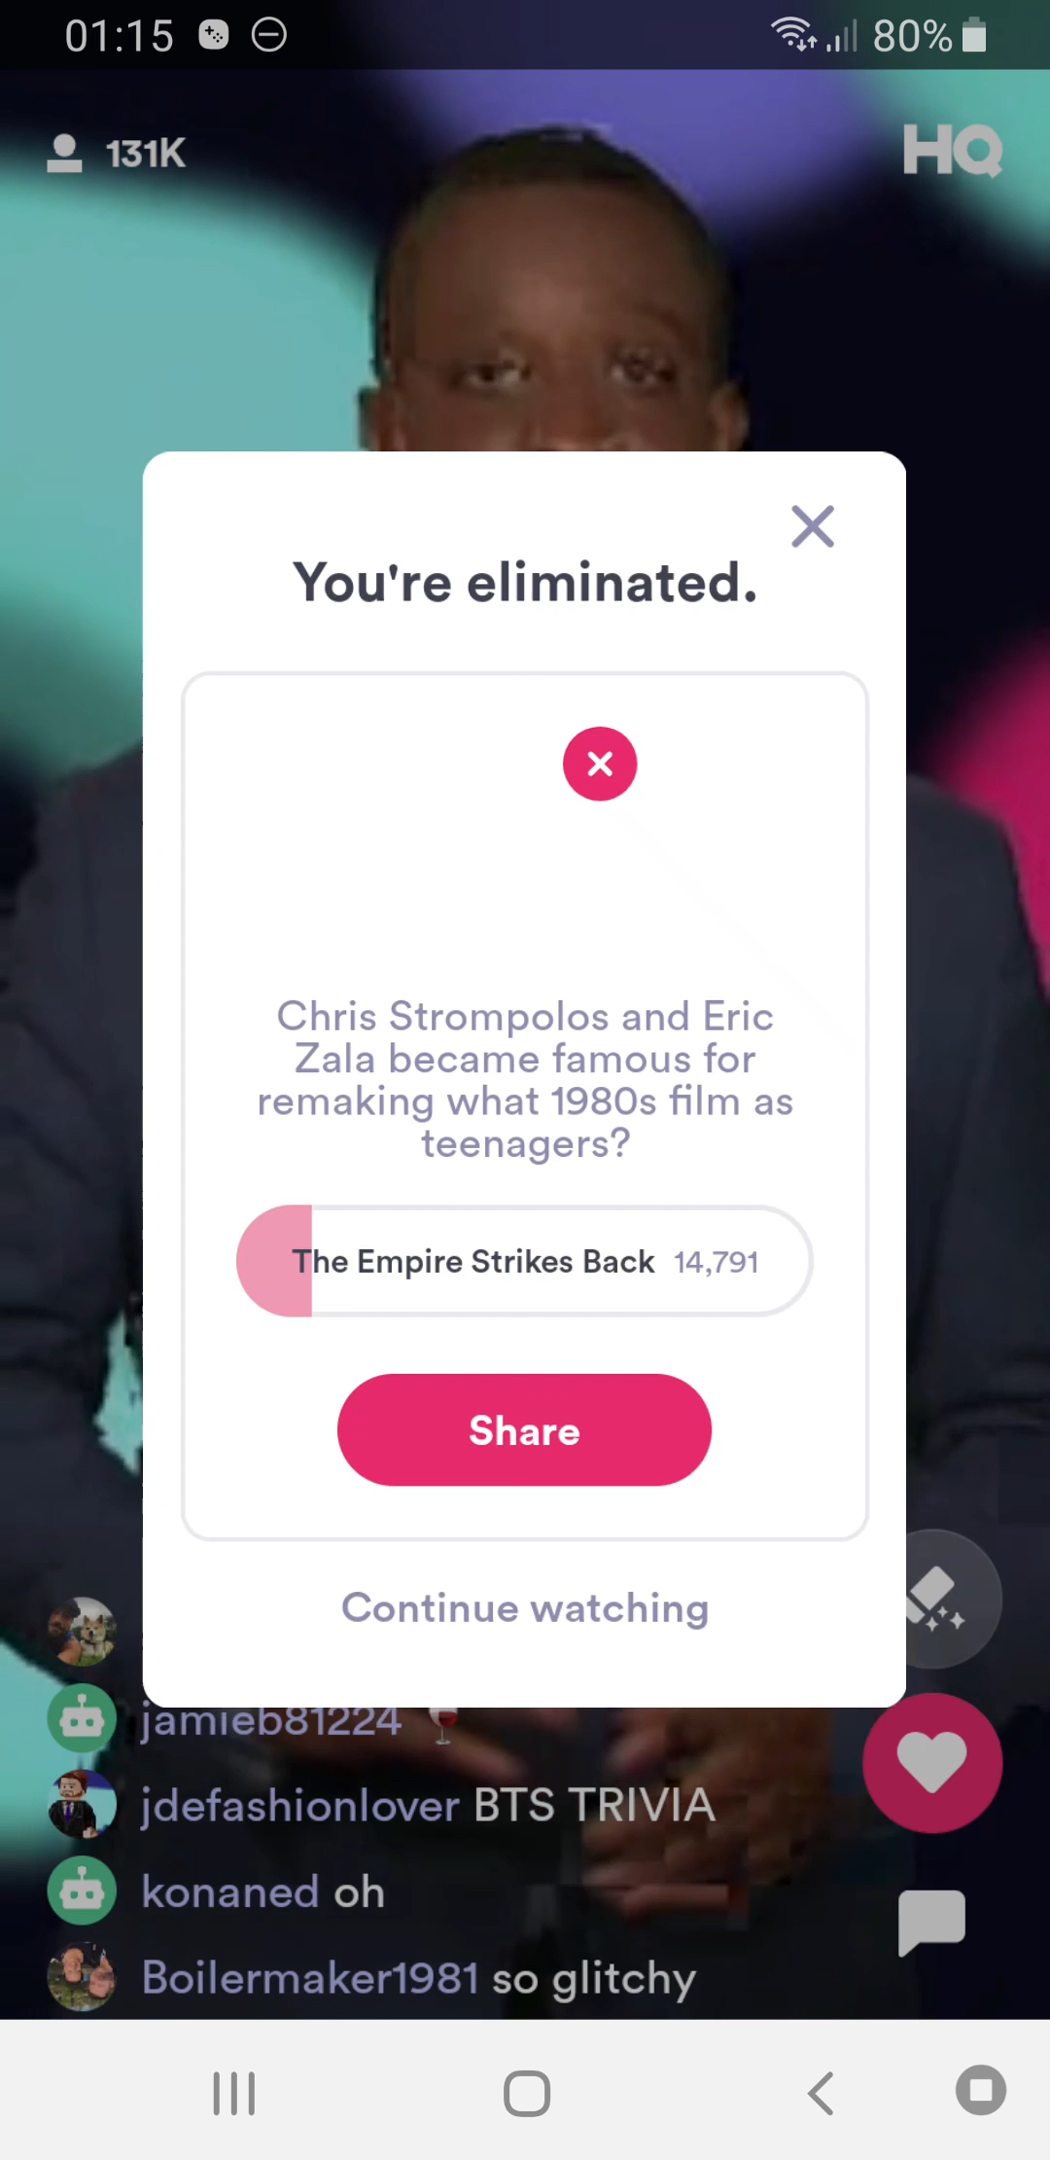 01:15
80%
131K
HQ
You're eliminated.
Chris Strompolos and Eric
Zala became famous for
remaking what 1980s film as
teenagers?
The Empire Strikes Back 14,791
Share
Continue watching
jamieb81224 🍷
jdefashionlover BTS TRIVIA
konaned oh
Boilermaker1981 so glitchy